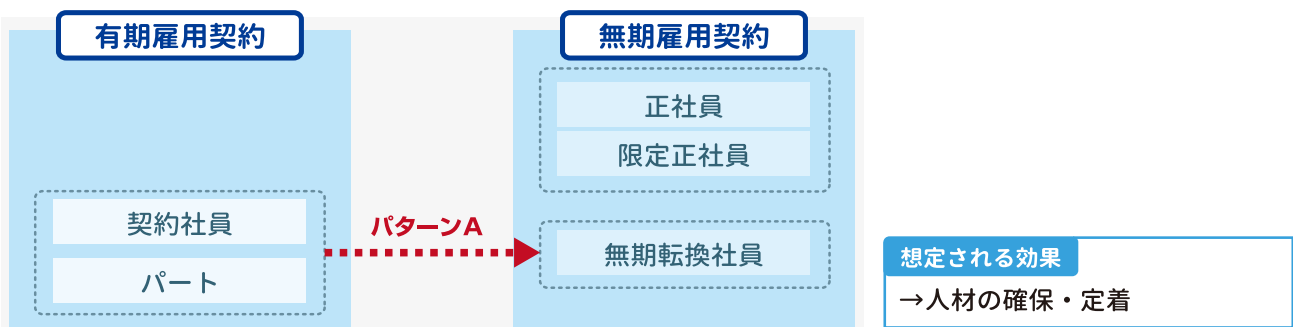 有期雇用契約
契約社員
パート
パターンA
無期雇用契約
正社員
限定正社員
無期転換社員
想定される効果
→人材の確保・定着